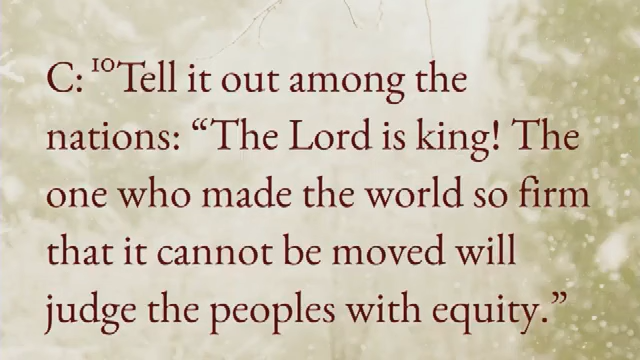 C: ¹⁰Tell it out among the
nations: “The Lord is king! The
one who made the world so firm
that it cannot be moved will
judge the peoples with equity.”